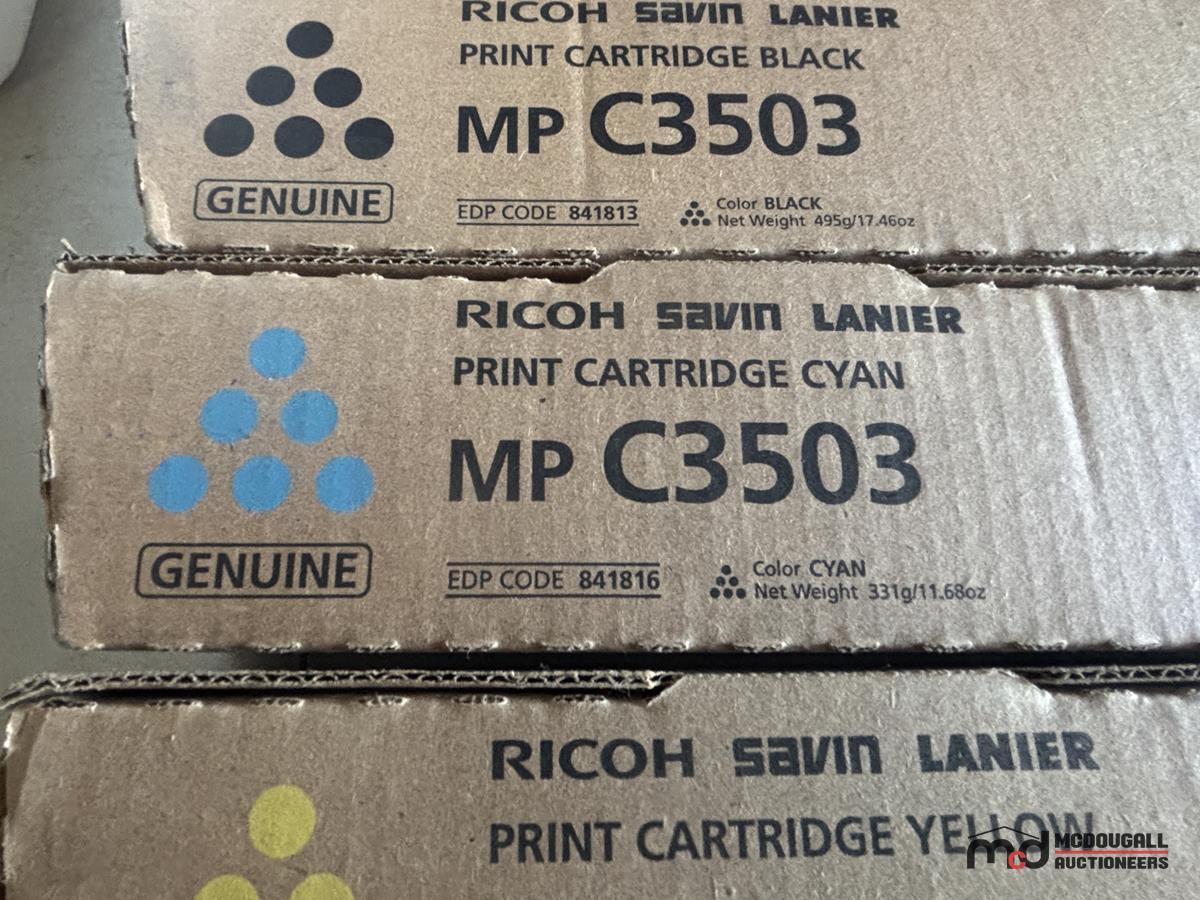 RICOH savin LANIER
PRINT CARTRIDGE BLACK
MP C3503
GENUINE
EDP CODE 841813
Color BLACK
Net Weight 495g/17.46oz
RICOH savin LANIER
PRINT CARTRIDGE CYAN
MP C3503
GENUINE
EDP CODE 841816
Color CYAN
Net Weight 331g/11.68oz
RICOH savin LANIER
PRINT CARTRIDGE YELLOW
mcd MCDOUGALL
AUCTIONEERS